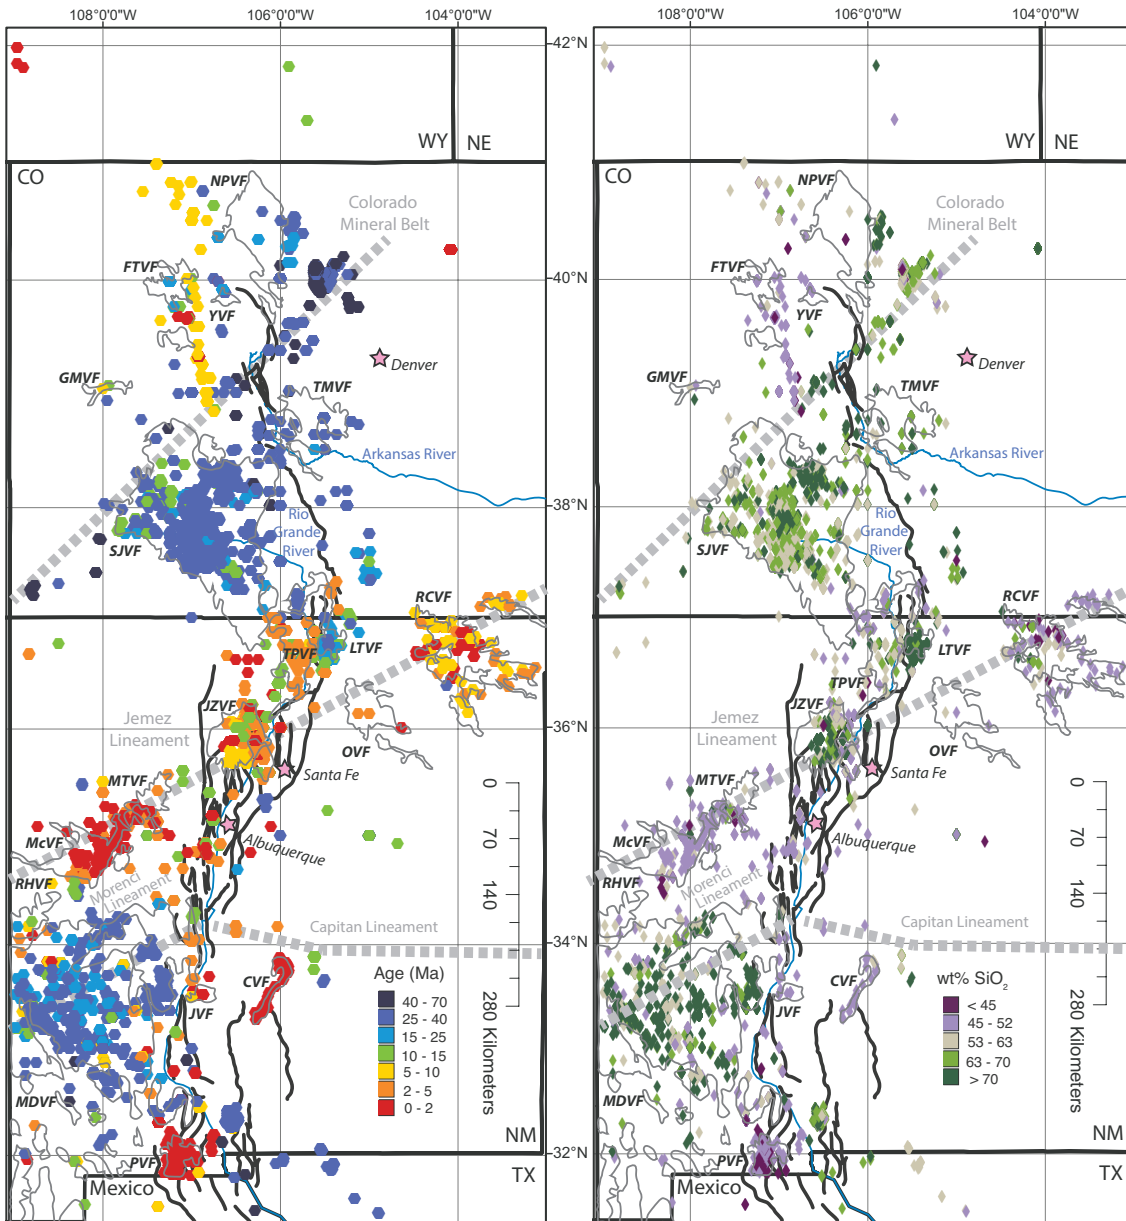 108°0'0"W
106°0'0"W
104°0'0"W
108°0'0"W
106°0'0"W
104°0'0"W
42°N
40°N
38°N
36°N
34°N
32°N
WY
NE
CO
NPVF
Colorado
Mineral Belt
FTVF
YVF
Denver
GMVF
TMVF
Arkansas River
Rio
Grande
River
SJVF
RCVF
LTVF
TPVF
JZVF
Jemez
Lineament
OVF
Santa Fe
MTVF
McVF
Albuquerque
RHVF
Morenci
Lineament
Capitan Lineament
CVF
JVF
MDVF
PVF
NM
TX
Mexico
Age (Ma)
40 - 70
25 - 40
15 - 25
10 - 15
5 - 10
2 - 5
0 - 2
0
70
140
280 Kilometers
WY
NE
CO
NPVF
Colorado
Mineral Belt
FTVF
YVF
Denver
GMVF
TMVF
Arkansas River
Rio
Grande
River
SJVF
RCVF
LTVF
TPVF
JZVF
Jemez
Lineament
OVF
Santa Fe
MTVF
McVF
Albuquerque
RHVF
Morenci
Lineament
Capitan Lineament
CVF
JVF
MDVF
PVF
NM
TX
Mexico
wt% SiO2
< 45
45 - 52
53 - 63
63 - 70
> 70
0
70
140
280 Kilometers